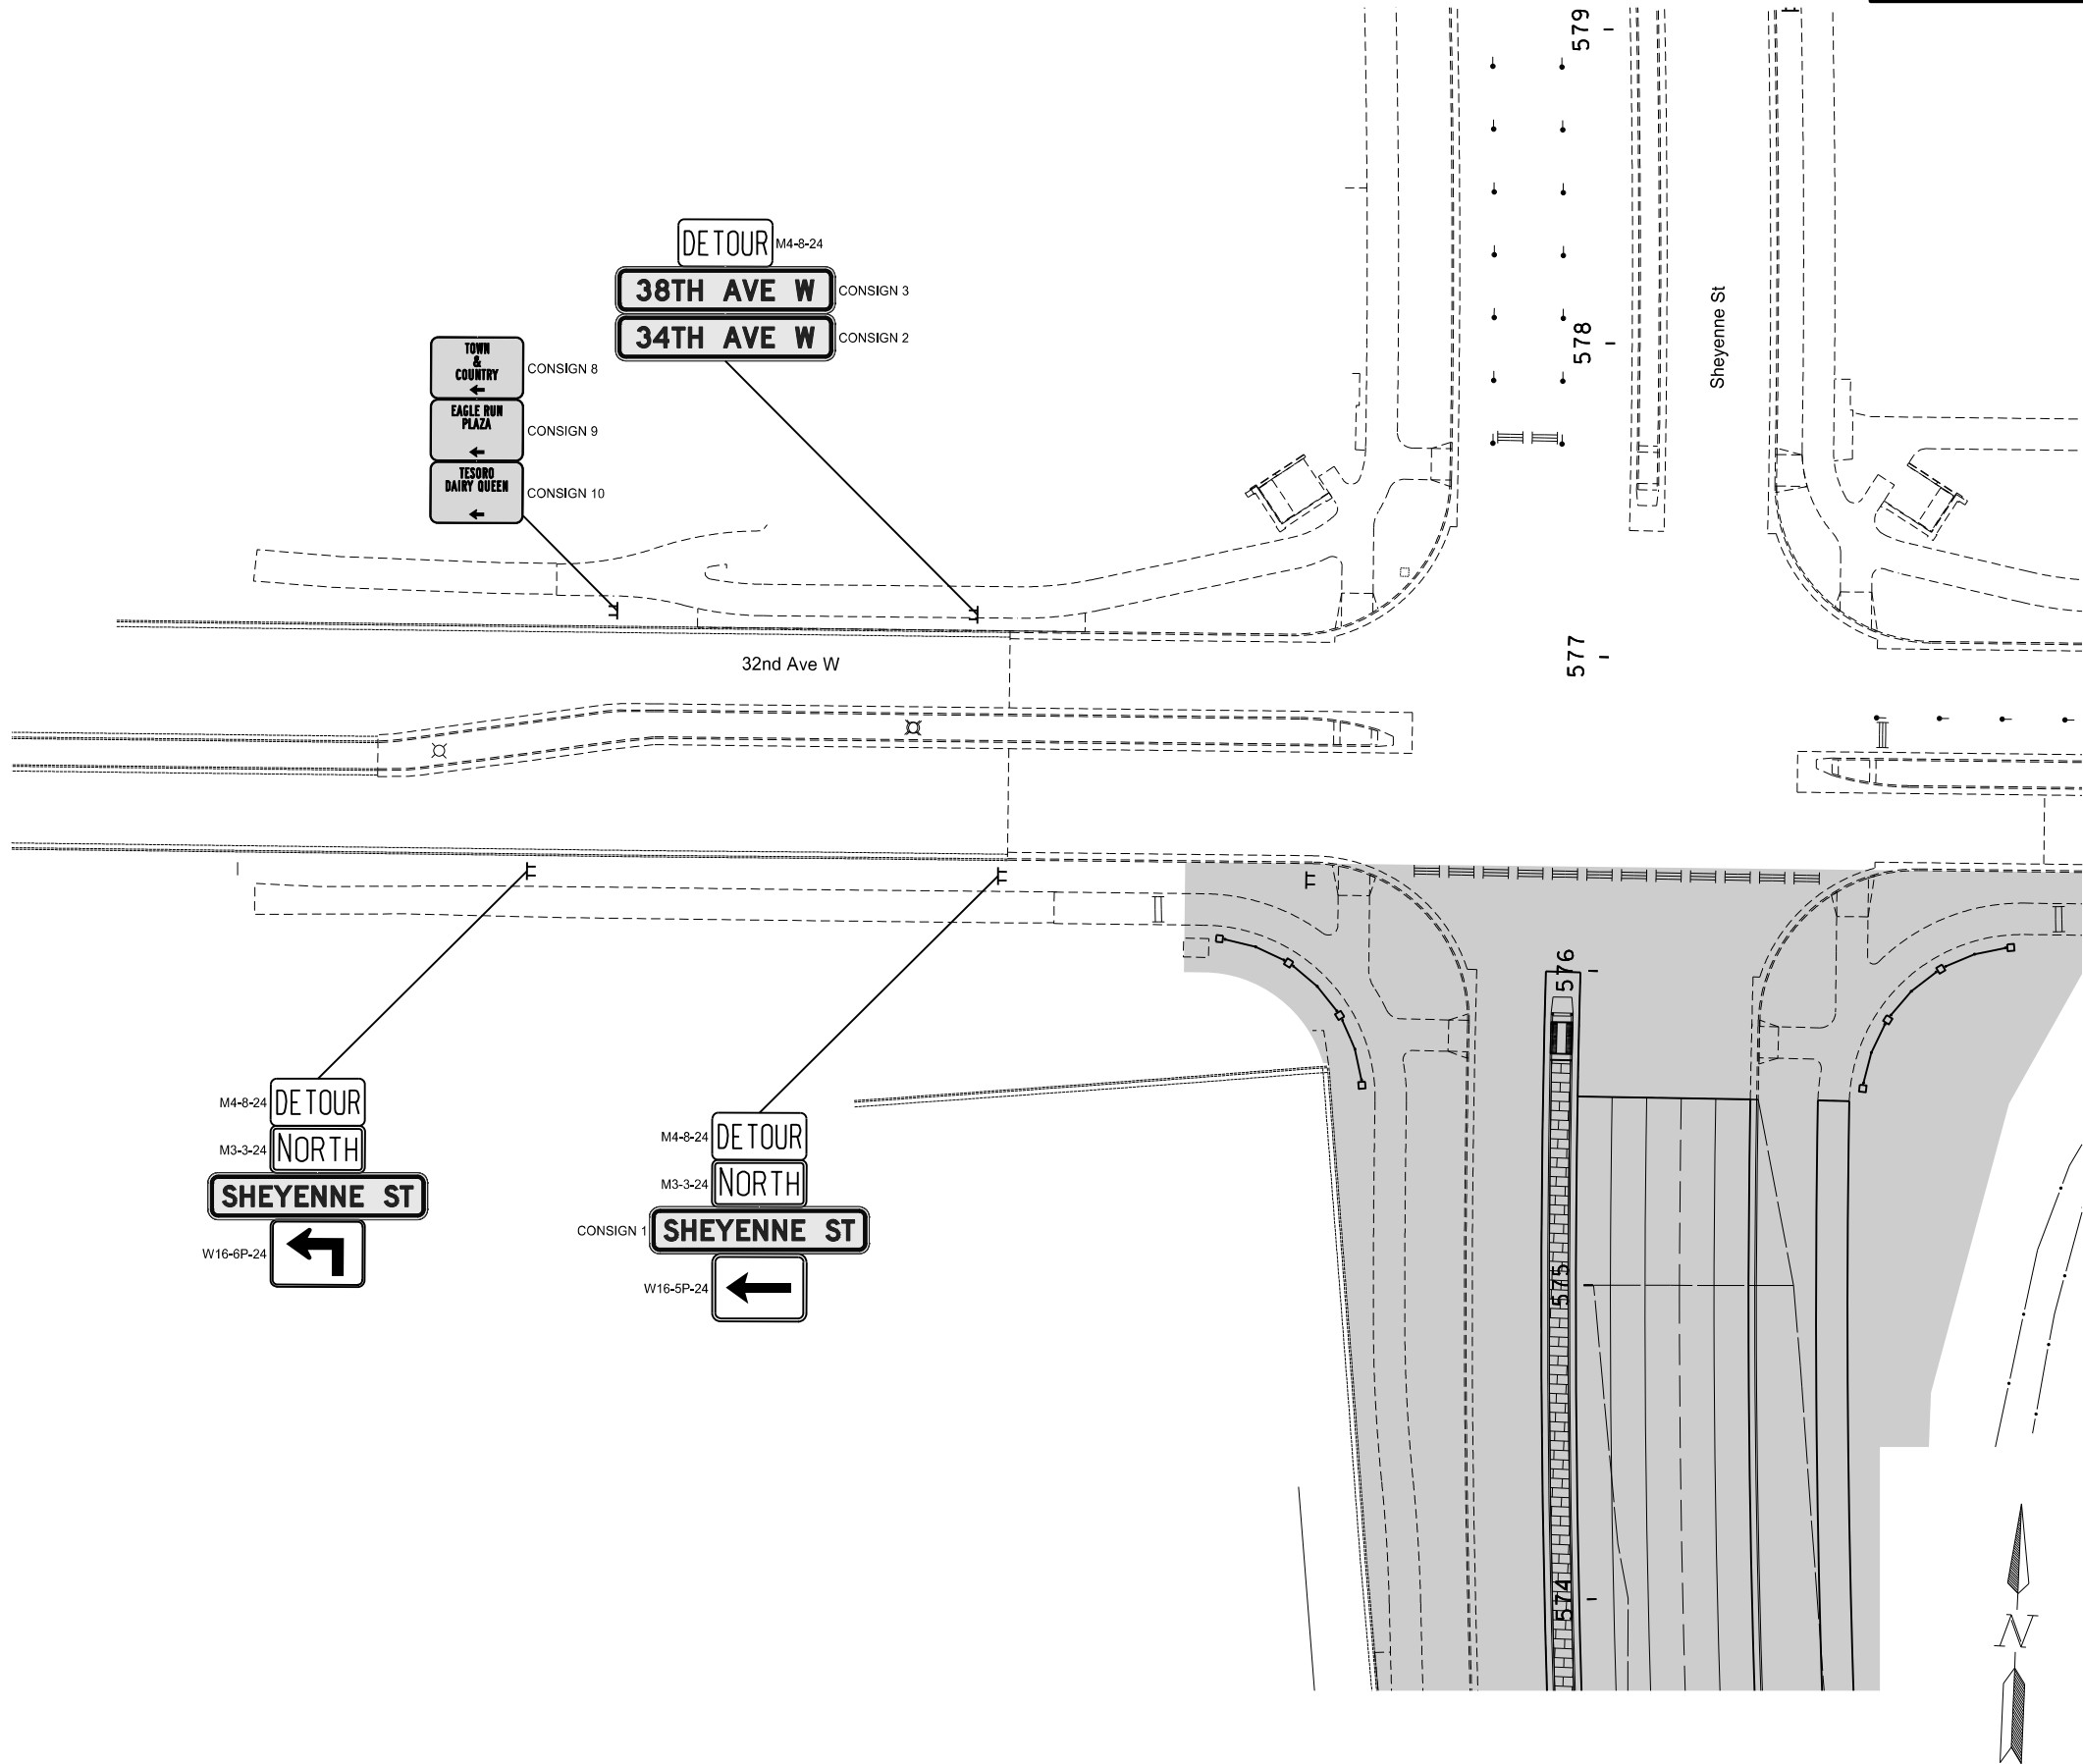 579
DETOUR M4-8-24
38TH AVE W CONSIGN 3
34TH AVE W CONSIGN 2
578
Sheyenne St
TOWN
&
COUNTRY
CONSIGN 8
EAGLE RUN
PLAZA
CONSIGN 9
TESORO
DAIRY QUEEN
CONSIGN 10
32nd Ave W
577
576
M4-8-24 DETOUR
M3-3-24 NORTH
SHEYENNE ST
W16-6P-24
M4-8-24 DETOUR
M3-3-24 NORTH
CONSIGN 1 SHEYENNE ST
W16-5P-24
575
574
N